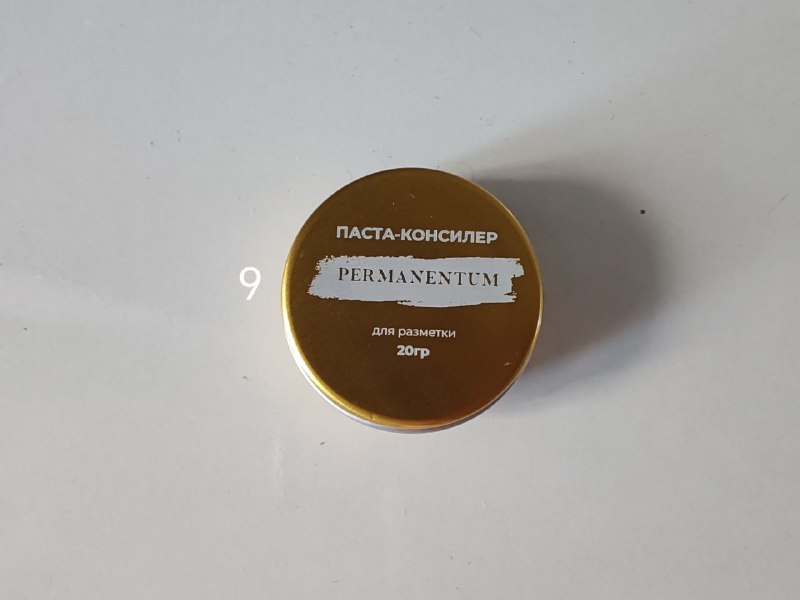 ПАСТА-КОНСИЛЕР
PERMANENTUM
9
для разметки
20гр